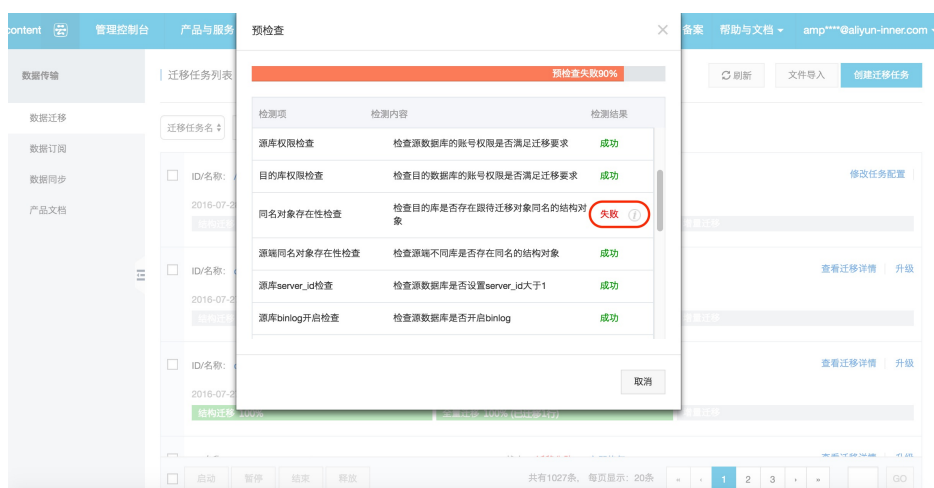 content 管理控制台 产品与服务 备案 帮助与文档 amp****@aliyun-inner.com
预检查
数据传输
迁移任务列表
刷新 文件导入 创建迁移任务
预检查失败90%
数据迁移
数据订阅
数据同步
产品文档
迁移任务名
检测项 检测内容 检测结果
源库权限检查 检查源数据库的账号权限是否满足迁移要求 成功
目的库权限检查 检查目的数据库的账号权限是否满足迁移要求 成功
同名对象存在性检查 检查目的库是否存在跟待迁移对象同名的结构对
象 失败
源端同名对象存在性检查 检查源端不同库是否存在同名的结构对象 成功
源库server_id检查 检查源数据库是否设置server_id大于1 成功
源库binlog开启检查 检查源数据库是否开启binlog 成功
取消
ID/名称: 修改任务配置
2016-07-2
结构迁移
ID/名称: 查看迁移详情 升级
2016-07-2
结构迁移
ID/名称: 查看迁移详情 升级
2016-07-2
结构迁移 100% 全量迁移 100% (已迁移1行)
启动 暂停 结束 释放 共有1027条, 每页显示: 20条 « ‹ 1 2 3 › » GO